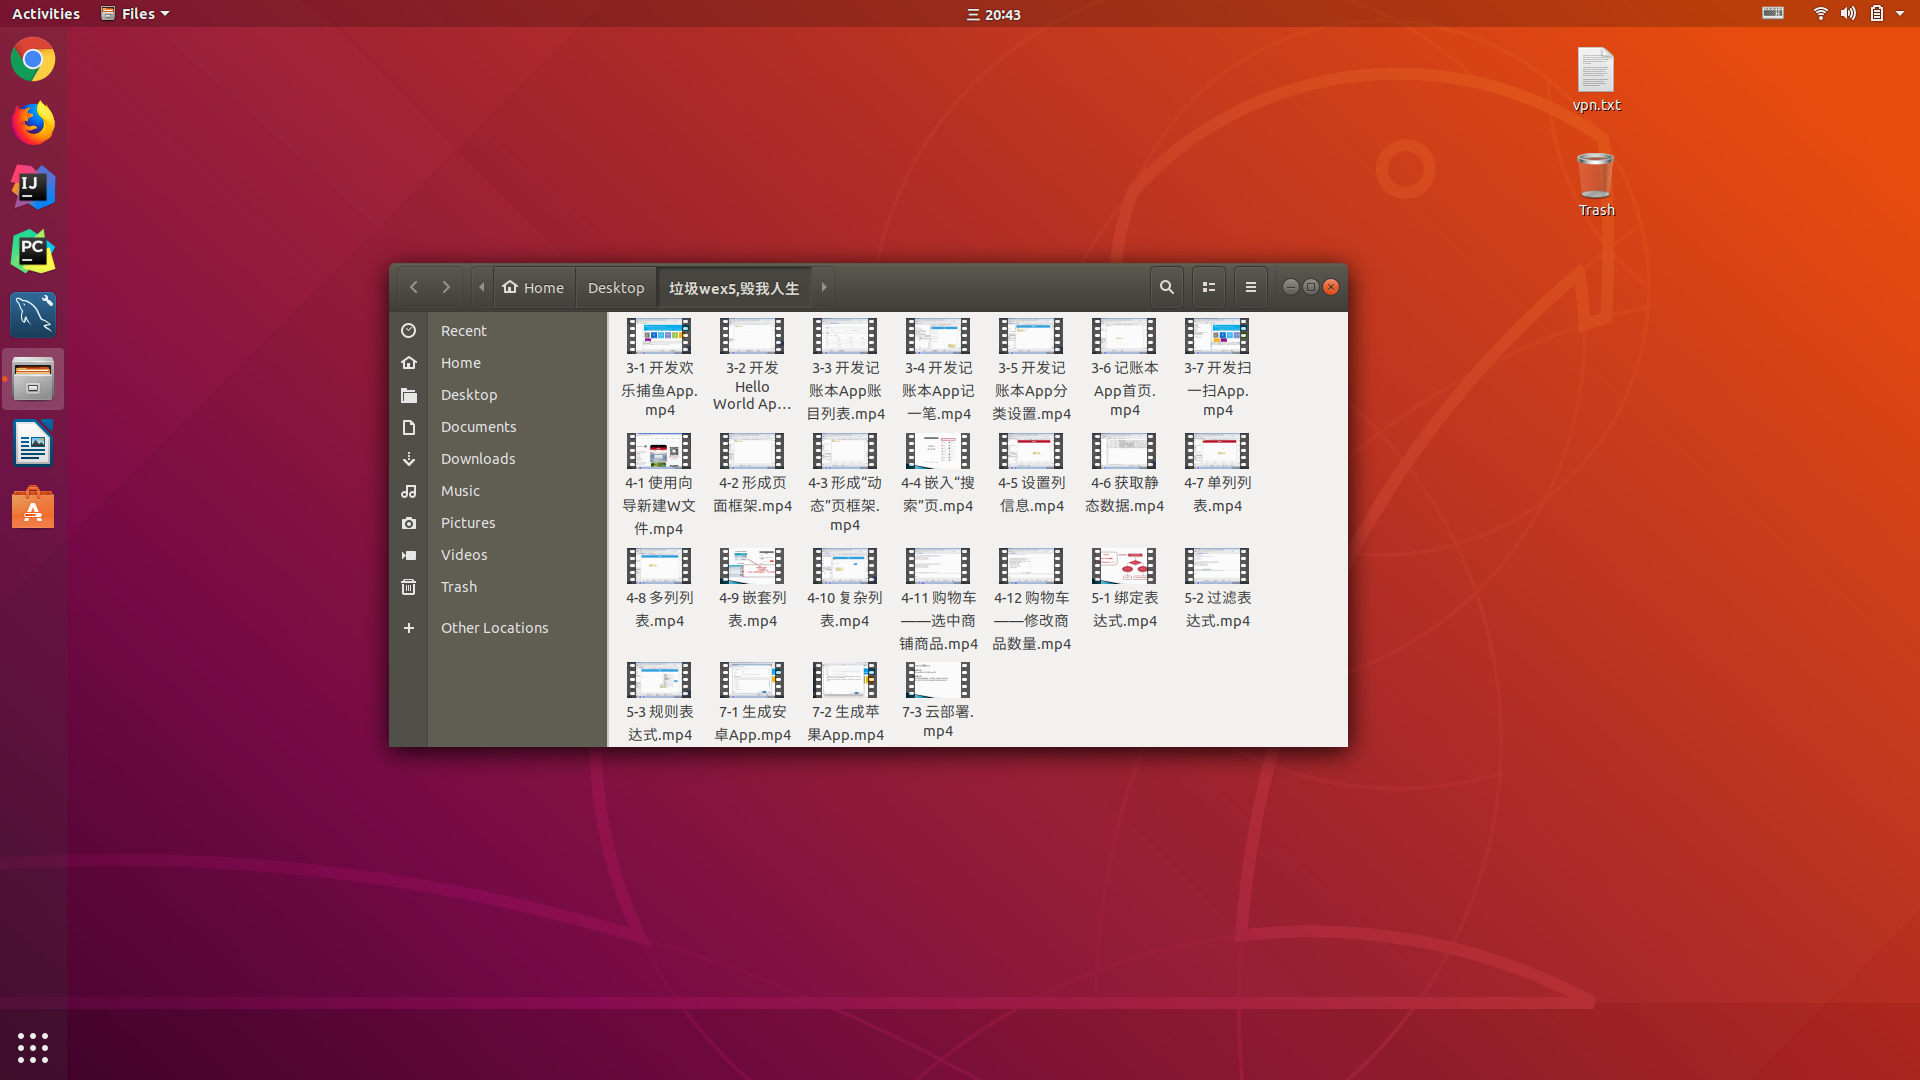 Activities
Files
三 20:43
vpn.txt
Trash
IJ
PC
Home
Desktop
垃圾wex5,毁我人生
Recent
Home
Desktop
Documents
Downloads
Music
Pictures
Videos
Trash
Other Locations
3-1 开发欢
乐捕鱼App.
mp4
3-2 开发
Hello
World Ap…
3-3 开发记
账本App账
目列表.mp4
3-4 开发记
账本App记
一笔.mp4
3-5 开发记
账本App分
类设置.mp4
3-6 记账本
App首页.
mp4
3-7 开发扫
一扫App.
mp4
4-1 使用向
导新建W文
件.mp4
4-2 形成页
面框架.mp4
4-3 形成“动
态”页框架.
mp4
4-4 嵌入“搜
索”页.mp4
4-5 设置列
信息.mp4
4-6 获取静
态数据.mp4
4-7 单列列
表.mp4
4-8 多列列
表.mp4
4-9 嵌套列
表.mp4
4-10 复杂列
表.mp4
4-11 购物车
——选中商
铺商品.mp4
4-12 购物车
——修改商
品数量.mp4
5-1 绑定表
达式.mp4
5-2 过滤表
达式.mp4
5-3 规则表
达式.mp4
7-1 生成安
卓App.mp4
7-2 生成苹
果App.mp4
7-3 云部署.
mp4